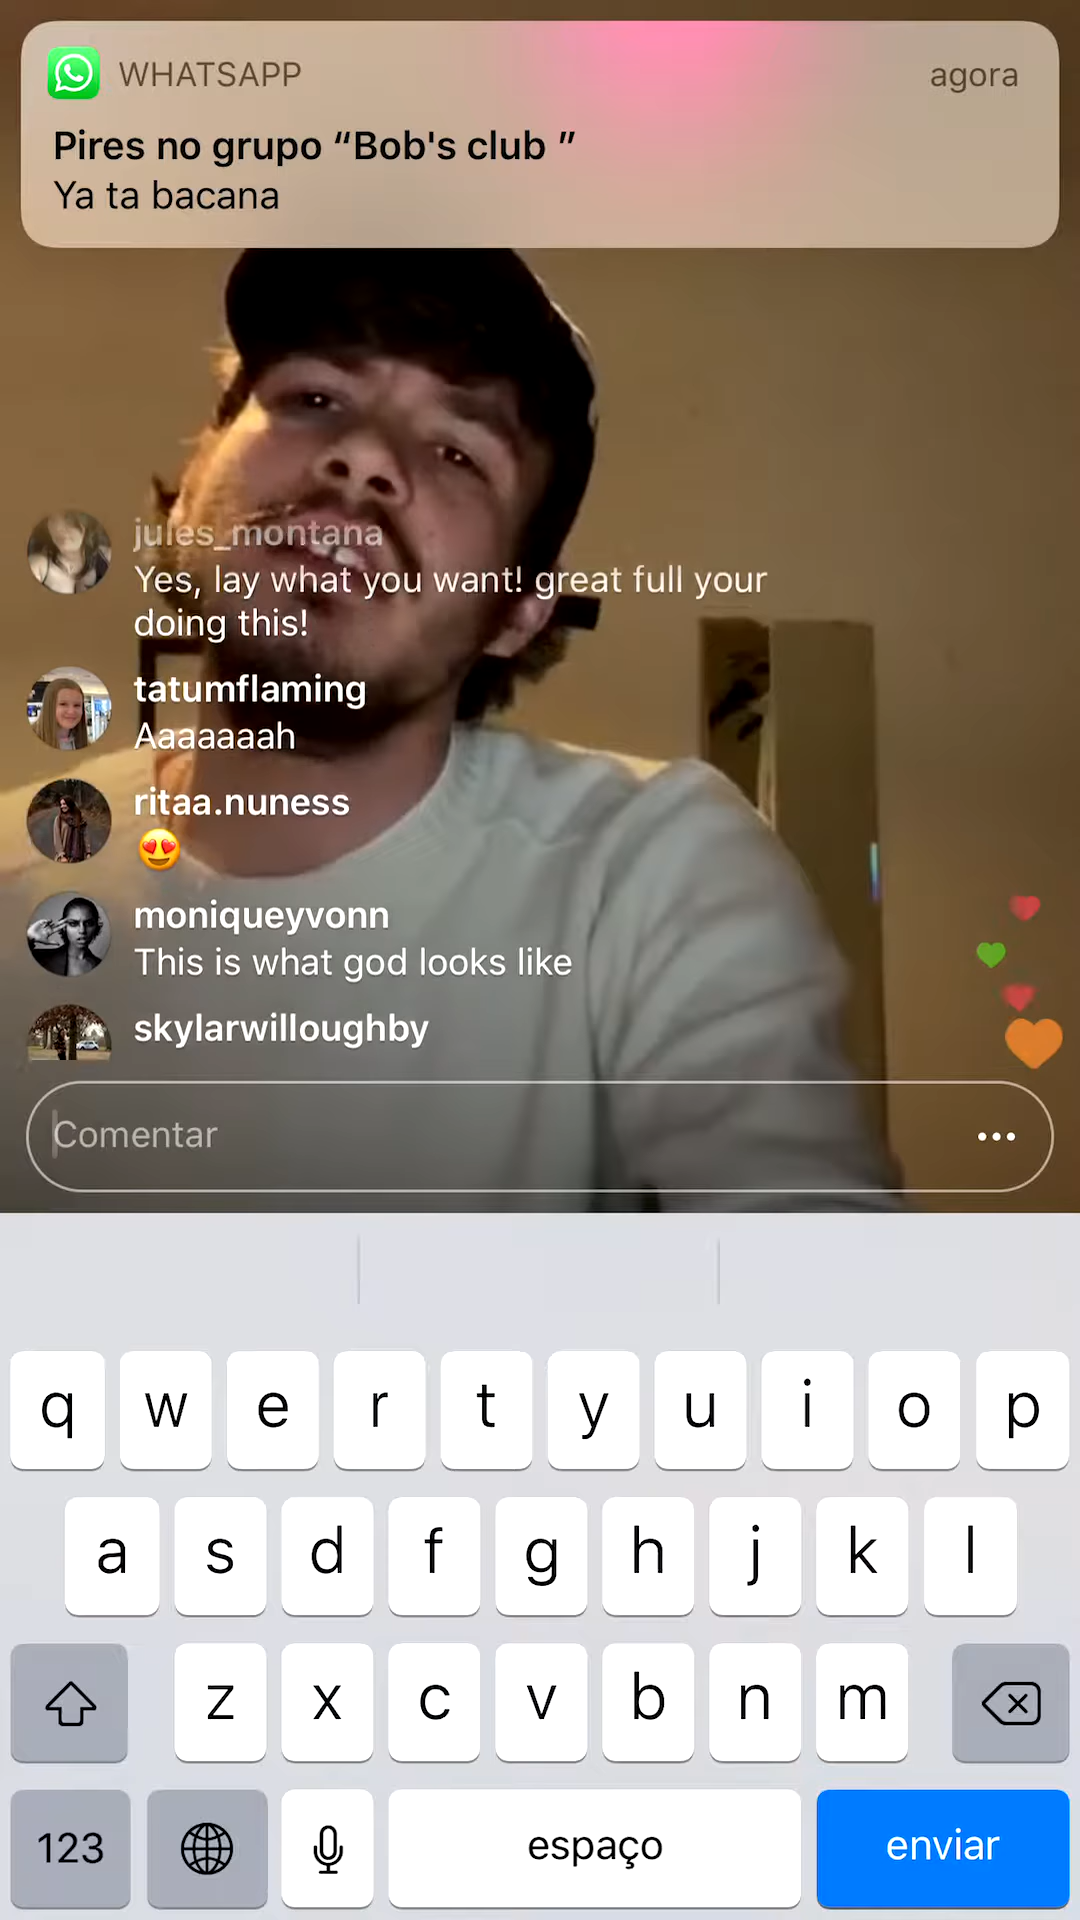 WHATSAPP
agora
Pires no grupo “Bob's club ”
Ya ta bacana
jules_montana
Yes, lay what you want! great full your
doing this!
tatumflaming
Aaaaaaah
ritaa.nuness
😍
moniqueyvonn
This is what god looks like
skylarwilloughby
Comentar
q w e r t y u i o p
a s d f g h j k l
z x c v b n m
123
espaço
enviar